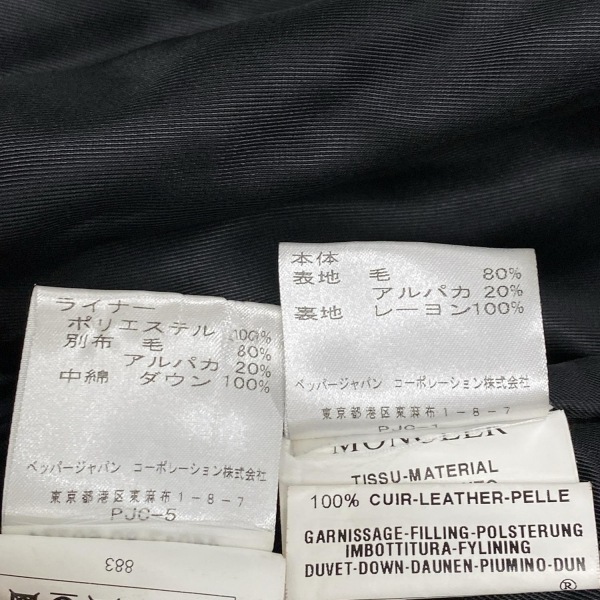 ライナー
ポリエステル 100%
別布 毛 80%
アルパカ 20%
中綿 ダウン 100%
ペッパージャパン コーポレーション株式会社
東京都港区東麻布1-8-7
PJC-5
883
本体
表地 毛 80%
アルパカ 20%
裏地 レーヨン100%
ペッパージャパン コーポレーション株式会社
東京都港区東麻布1-8-7
PJC-1
MONCLER
TISSU-MATERIAL
100% CUIR-LEATHER-PELLE
GARNISSAGE-FILLING-POLSTERUNG
IMBOTTITURA-FYLINING
DUVET-DOWN-DAUNEN-PIUMINO-DUN
®